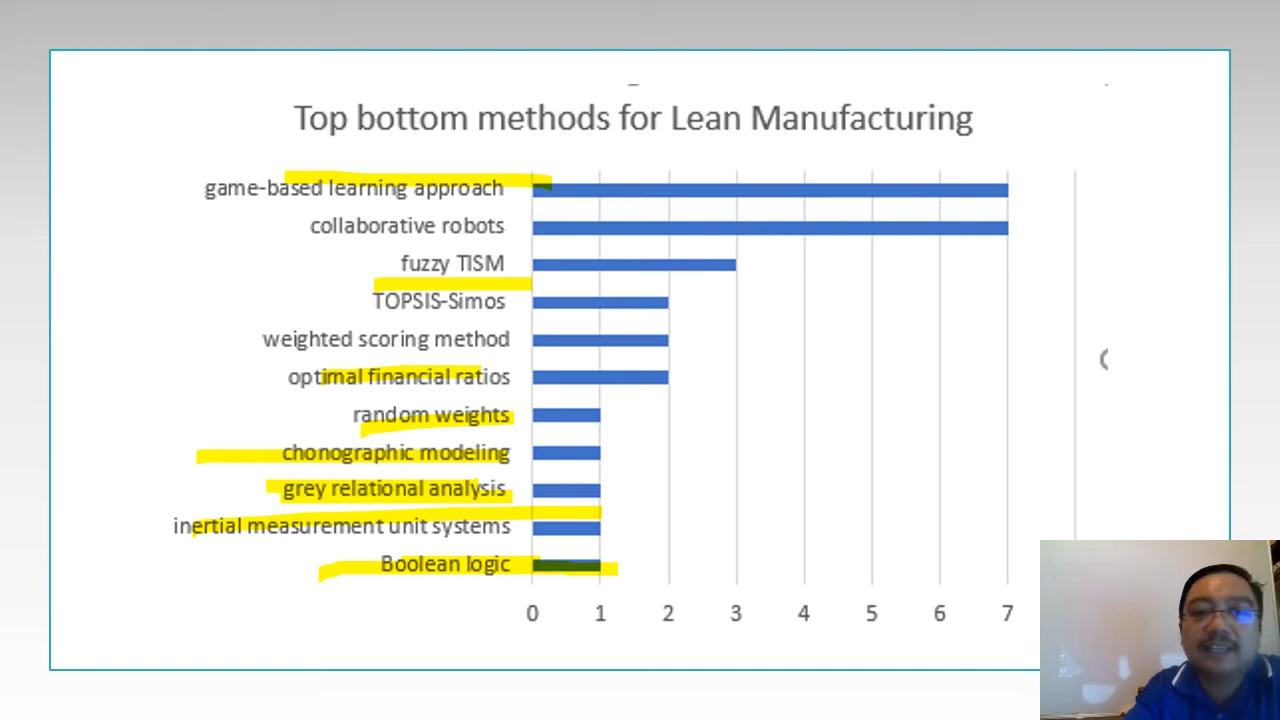 Top bottom methods for Lean Manufacturing
game-based learning approach
collaborative robots
fuzzy TISM
TOPSIS-Simos
weighted scoring method
optimal financial ratios
random weights
chonographic modeling
grey relational analysis
inertial measurement unit systems
Boolean logic
0 1 2 3 4 5 6 7